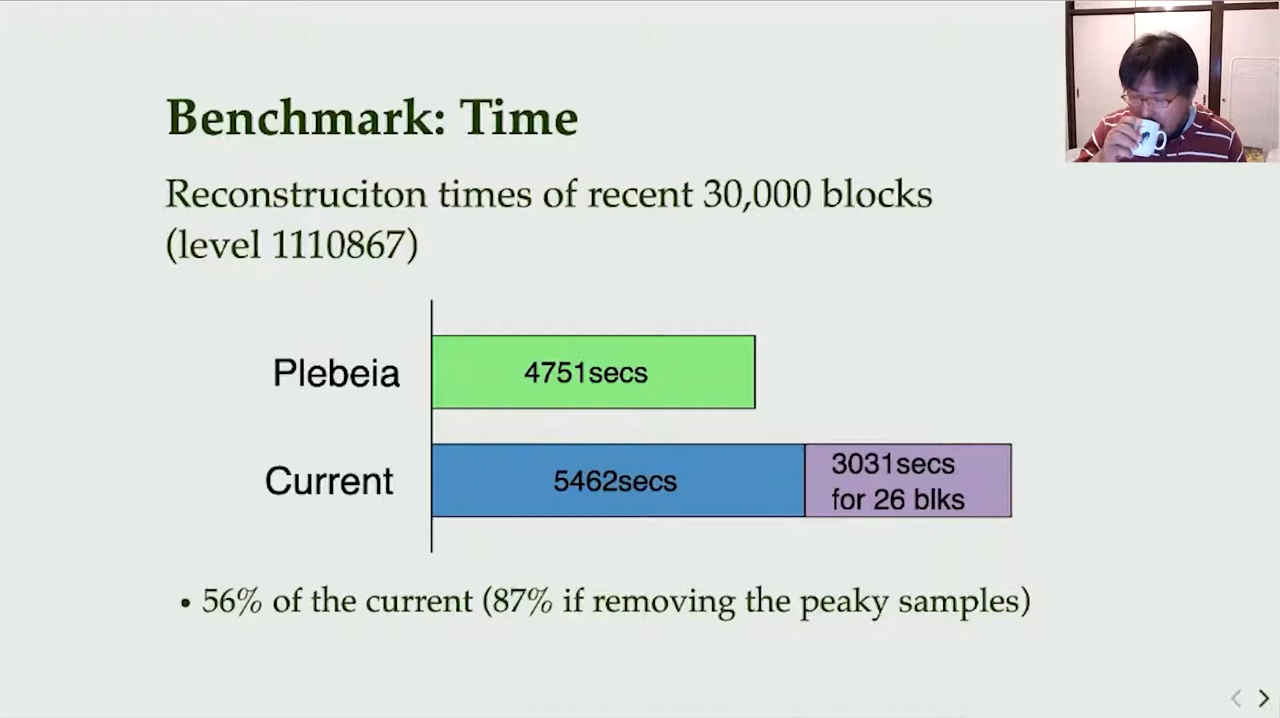 Benchmark: Time
Reconstruciton times of recent 30,000 blocks
(level 1110867)
Plebeia
4751secs
Current
5462secs
3031secs
for 26 blks
• 56% of the current (87% if removing the peaky samples)